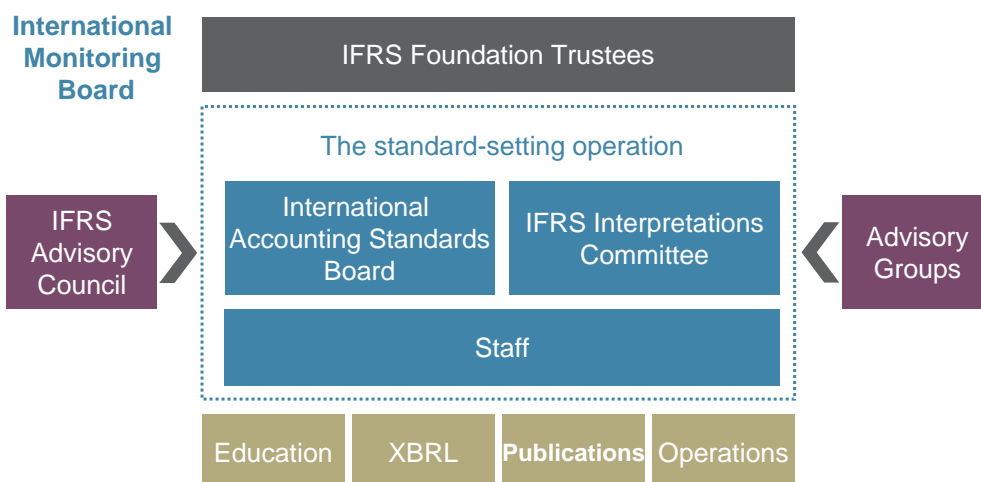 International
Monitoring
Board
IFRS Foundation Trustees
The standard-setting operation
IFRS
Advisory
Council
International
Accounting Standards
Board
IFRS Interpretations
Committee
Advisory
Groups
Staff
Education
XBRL
Publications
Operations